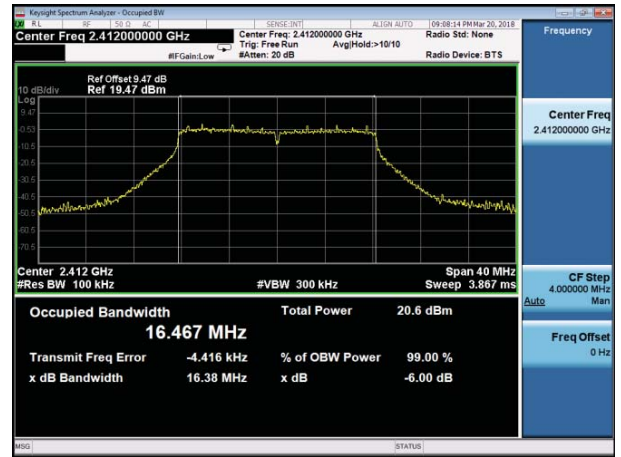 Keysight Spectrum Analyzer - Occupied BW
RL RF 50 Ω AC SENSE:INT ALIGN AUTO 09:08:14 PM Mar 20, 2018
Center Freq 2.412000000 GHz Center Freq: 2.412000000 GHz Radio Std: None Frequency
Trig: Free Run Avg|Hold:>10/10
#IFGain:Low #Atten: 20 dB Radio Device: BTS
Ref Offset 9.47 dB
10 dB/div Ref 19.47 dBm
Log
9.47
-0.53
-10.5
-20.5
-30.5
-40.5
-50.5
-60.5
-70.5
Center Freq
2.412000000 GHz
Center 2.412 GHz Span 40 MHz
#Res BW 100 kHz #VBW 300 kHz Sweep 3.867 ms
CF Step
4.000000 MHz
Auto Man
Occupied Bandwidth Total Power 20.6 dBm
16.467 MHz
Freq Offset
0 Hz
Transmit Freq Error -4.416 kHz % of OBW Power 99.00 %
x dB Bandwidth 16.38 MHz x dB -6.00 dB
MSG STATUS